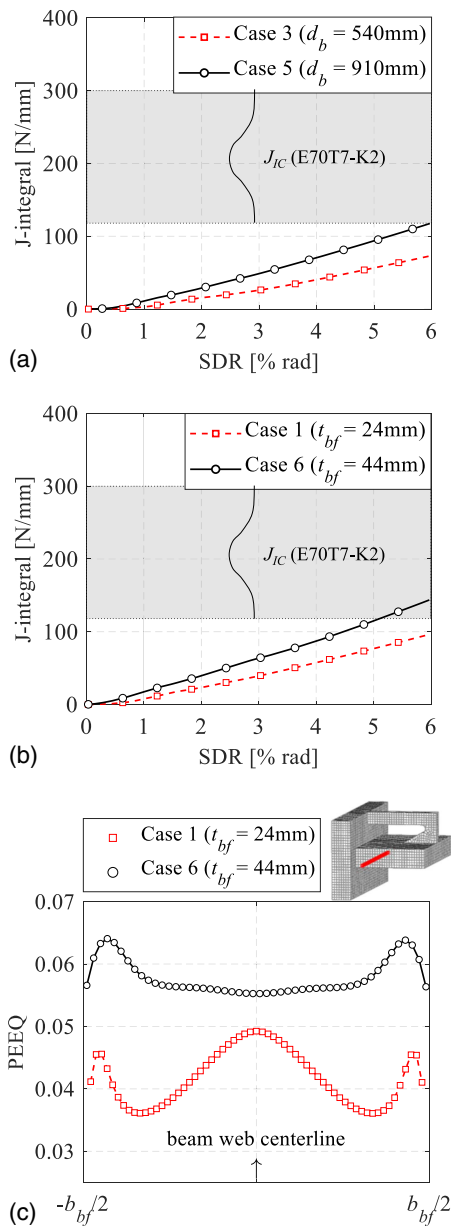 400
Case 3 (d_b = 540mm)
Case 5 (d_b = 910mm)
300
J_IC (E70T7-K2)
200
100
0
J-integral [N/mm]
0 1 2 3 4 5 6
(a)
SDR [% rad]
400
Case 1 (t_bf = 24mm)
Case 6 (t_bf = 44mm)
300
J_IC (E70T7-K2)
200
100
0
J-integral [N/mm]
0 1 2 3 4 5 6
(b)
SDR [% rad]
Case 1 (t_bf = 24mm)
Case 6 (t_bf = 44mm)
0.07
0.06
0.05
0.04
0.03
PEEQ
beam web centerline
(c)
-b_bf/2 b_bf/2